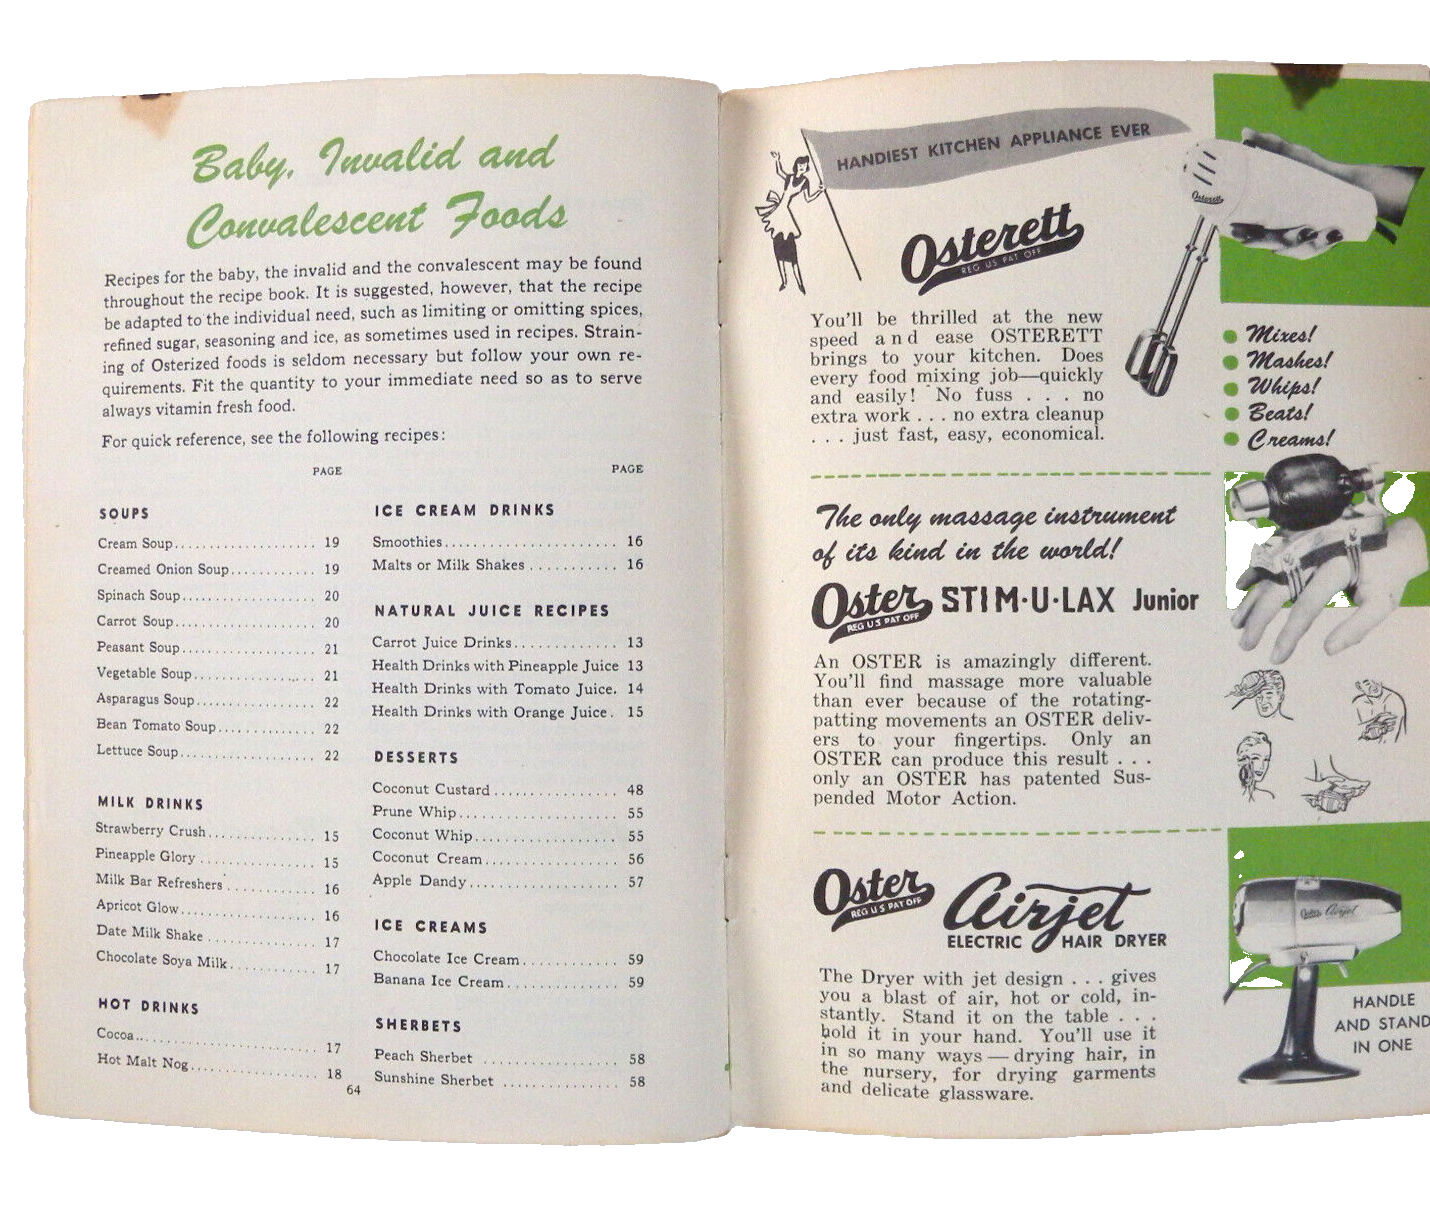 Baby, Invalid and
Convalescent Foods
Recipes for the baby, the invalid and the convalescent may be found
throughout the recipe book. It is suggested, however, that the recipe
be adapted to the individual need, such as limiting or omitting spices,
refined sugar, seasoning and ice, as sometimes used in recipes. Strain-
ing of Osterized foods is seldom necessary but follow your own re-
quirements. Fit the quantity to your immediate need so as to serve
always vitamin fresh food.
For quick reference, see the following recipes:
PAGE
SOUPS
Cream Soup.................... 19
Creamed Onion Soup............ 19
Spinach Soup................... 20
Carrot Soup.................... 20
Peasant Soup................... 21
Vegetable Soup................. 21
Asparagus Soup................. 22
Bean Tomato Soup.............. 22
Lettuce Soup.................... 22
MILK DRINKS
Strawberry Crush............... 15
Pineapple Glory ................ 15
Milk Bar Refreshers ............. 16
Apricot Glow................... 16
Date Milk Shake ............... 17
Chocolate Soya Milk............ 17
HOT DRINKS
Cocoa.......................... 17
Hot Malt Nog................... 18
PAGE
ICE CREAM DRINKS
Smoothies........................ 16
Malts or Milk Shakes ............ 16
NATURAL JUICE RECIPES
Carrot Juice Drinks.............. 13
Health Drinks with Pineapple Juice 13
Health Drinks with Tomato Juice. 14
Health Drinks with Orange Juice. 15
DESSERTS
Coconut Custard ................. 48
Prune Whip...................... 55
Coconut Whip.................... 55
Coconut Cream................... 56
Apple Dandy..................... 57
ICE CREAMS
Chocolate Ice Cream............. 59
Banana Ice Cream................ 59
SHERBETS
Peach Sherbet ................... 58
Sunshine Sherbet ................ 58
64
HANDIEST KITCHEN APPLIANCE EVER
Osterett
REG US PAT OFF
Osterett
You'll be thrilled at the new
speed and ease OSTERETT
brings to your kitchen. Does
every food mixing job—quickly
and easily! No fuss . . . no
extra work . . . no extra cleanup
. . . just fast, easy, economical.
Mixes!
Mashes!
Whips!
Beats!
Creams!
The only massage instrument
of its kind in the world!
Oster STIM·U·LAX Junior
REG U S PAT OFF
An OSTER is amazingly different.
You'll find massage more valuable
than ever because of the rotating-
patting movements an OSTER deliv-
ers to your fingertips. Only an
OSTER can produce this result . . .
only an OSTER has patented Sus-
pended Motor Action.
Oster Airjet
REG U S PAT OFF
ELECTRIC HAIR DRYER
Oster Airjet
The Dryer with jet design . . . gives
you a blast of air, hot or cold, in-
stantly. Stand it on the table . . .
hold it in your hand. You'll use it
in so many ways — drying hair, in
the nursery, for drying garments
and delicate glassware.
HANDLE
AND STAND
IN ONE